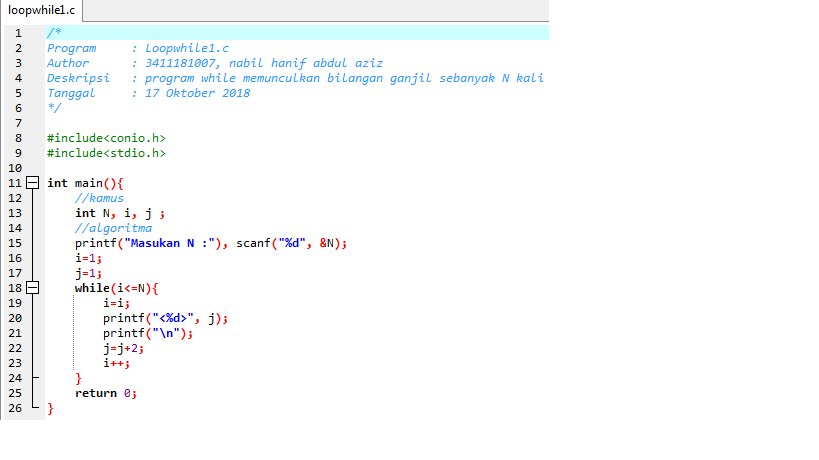 loopwhile1.c
1 /*
2 Program     : Loopwhile1.c
3 Author      : 3411181007, nabil hanif abdul aziz
4 Deskripsi   : program while memunculkan bilangan ganjil sebanyak N kali
5 Tanggal     : 17 Oktober 2018
6 */
7
8 #include<conio.h>
9 #include<stdio.h>
10
11 int main(){
12     //kamus
13     int N, i, j ;
14     //algoritma
15     printf("Masukan N :"), scanf("%d", &N);
16     i=1;
17     j=1;
18     while(i<=N){
19         i=i;
20         printf("<%d>", j);
21         printf("\n");
22         j=j+2;
23         i++;
24     }
25     return 0;
26 }